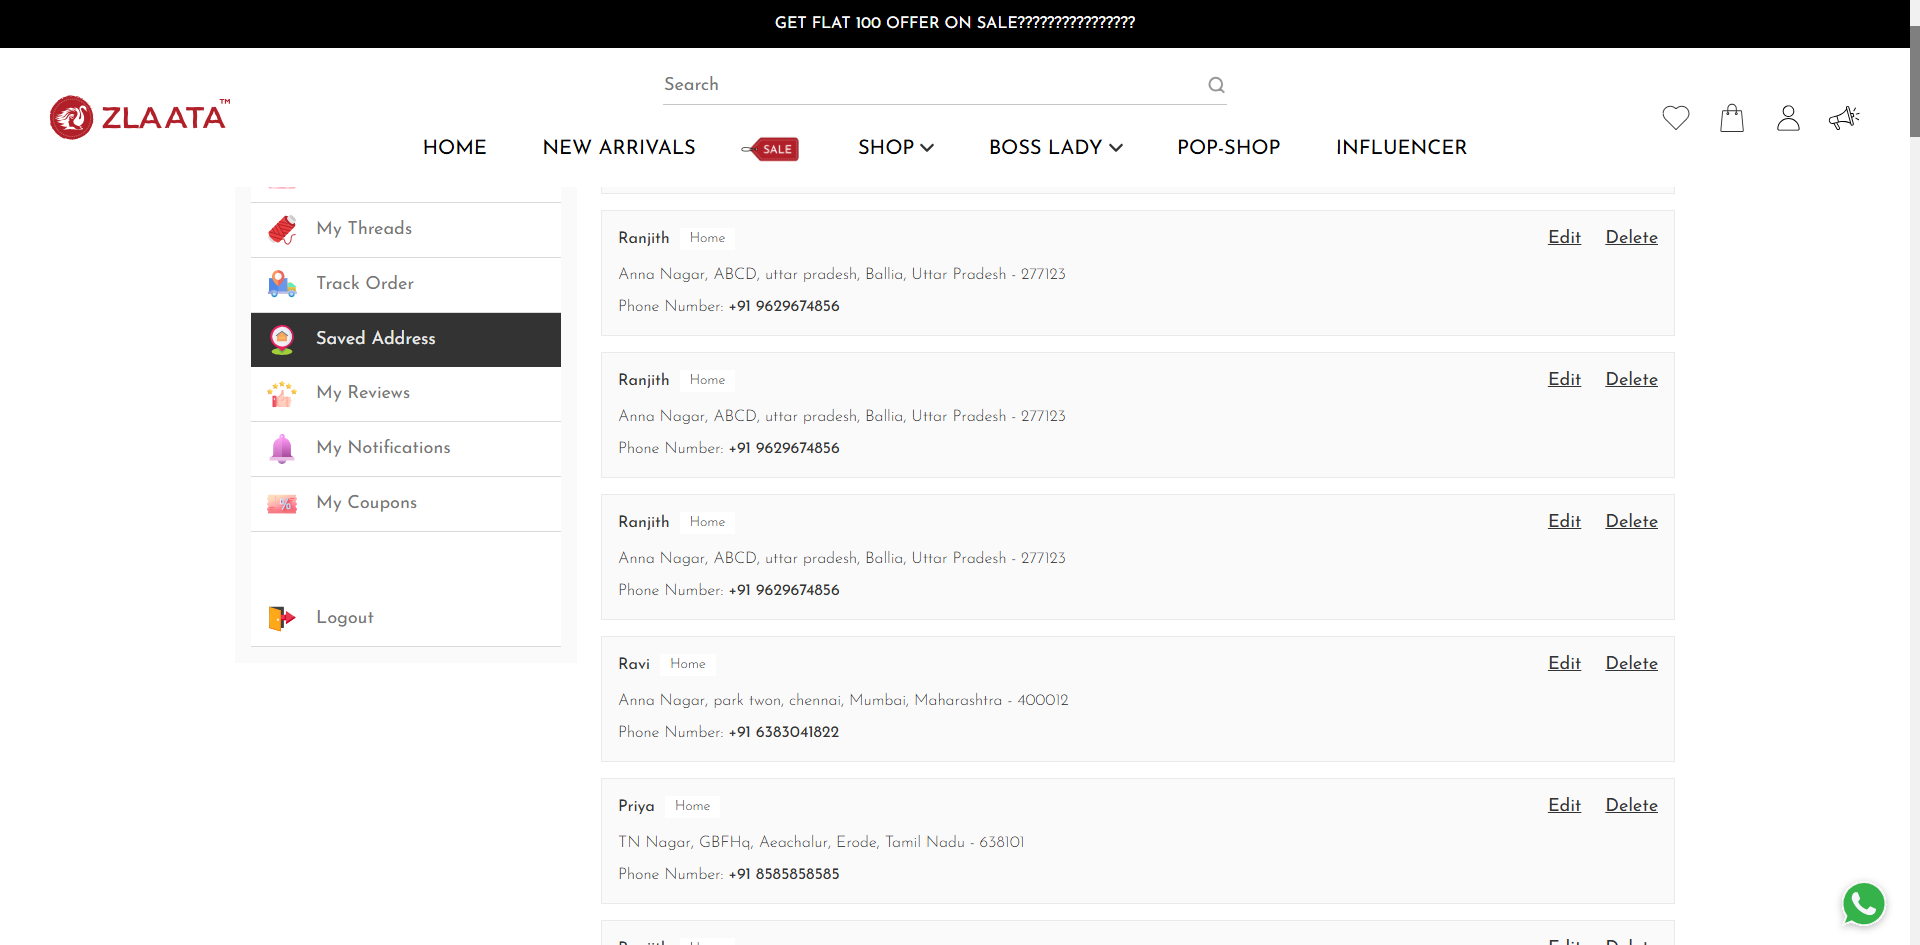 GET FLAT 100 OFFER ON SALE????????????????
Search
ZLAATA™
HOME NEW ARRIVALS SALE SHOP BOSS LADY POP-SHOP INFLUENCER
My Threads
Track Order
Saved Address
My Reviews
My Notifications
My Coupons
Logout
Ranjith Home Edit Delete
Anna Nagar, ABCD, uttar pradesh, Ballia, Uttar Pradesh - 277123
Phone Number: +91 9629674856
Ranjith Home Edit Delete
Anna Nagar, ABCD, uttar pradesh, Ballia, Uttar Pradesh - 277123
Phone Number: +91 9629674856
Ranjith Home Edit Delete
Anna Nagar, ABCD, uttar pradesh, Ballia, Uttar Pradesh - 277123
Phone Number: +91 9629674856
Ravi Home Edit Delete
Anna Nagar, park twon, chennai, Mumbai, Maharashtra - 400012
Phone Number: +91 6383041822
Priya Home Edit Delete
TN Nagar, GBFHq, Aeachalur, Erode, Tamil Nadu - 638101
Phone Number: +91 8585858585